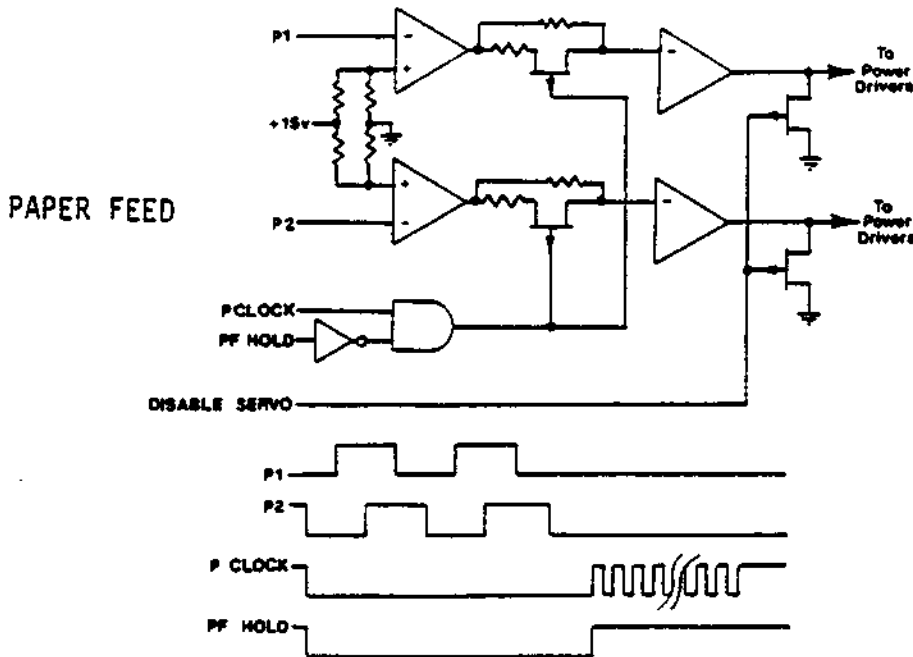 P1
To
Power
Drivers
+15v
PAPER FEED
P2
To
Power
Drivers
P CLOCK
PF HOLD
DISABLE SERVO
P1
P2
P CLOCK
PF HOLD